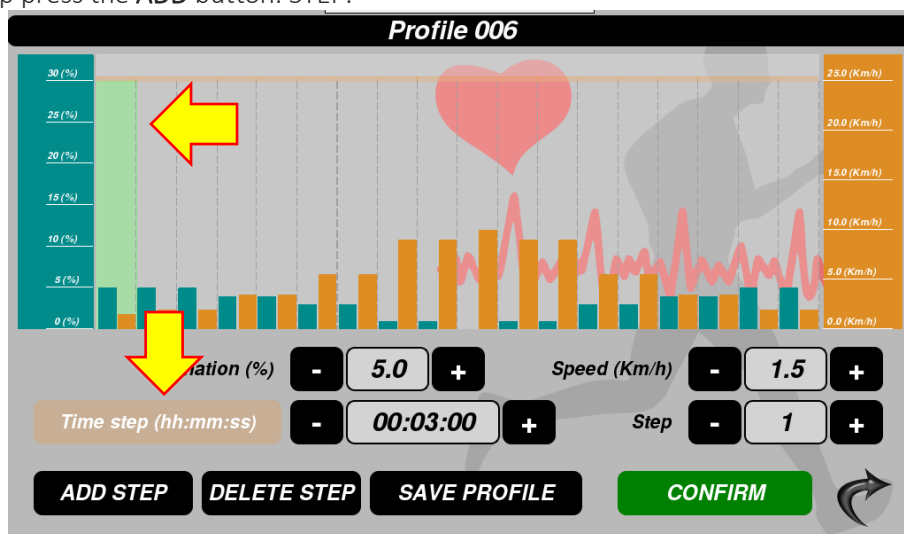 p press the ADD button. STEP.
Profile 006
30 (%)
25 (%)
20 (%)
15 (%)
10 (%)
5 (%)
0 (%)
25.0 (Km/h)
20.0 (Km/h)
15.0 (Km/h)
10.0 (Km/h)
5.0 (Km/h)
0.0 (Km/h)
- 5.0 + Speed (Km/h) - 1.5 +
(%)
Time step (hh:mm:ss) - 00:03:00 + Step - 1 +
ADD STEP DELETE STEP SAVE PROFILE CONFIRM